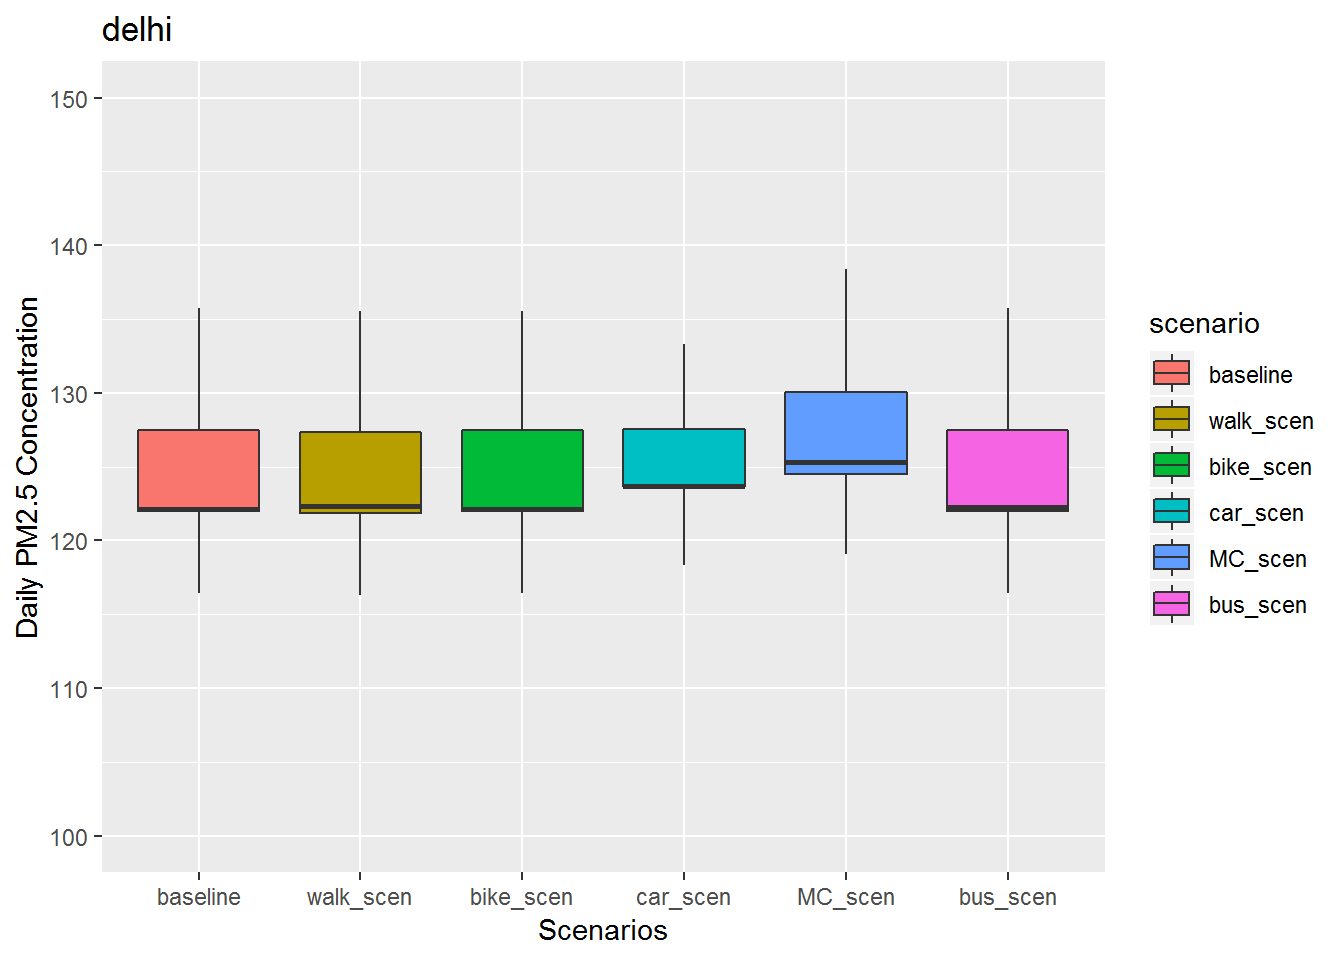 delhi
Daily PM2.5 Concentration
150
140
130
120
110
100
baseline
walk_scen
bike_scen
car_scen
MC_scen
bus_scen
Scenarios
scenario
baseline
walk_scen
bike_scen
car_scen
MC_scen
bus_scen